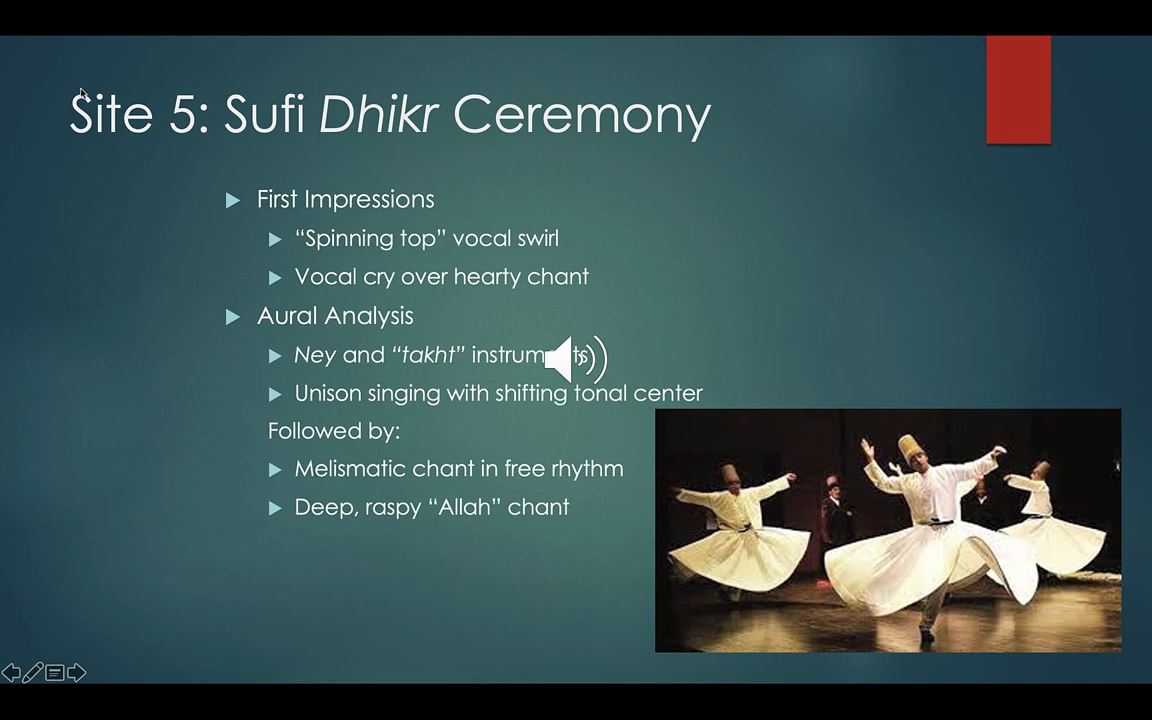 Site 5: Sufi Dhikr Ceremony
First Impressions
“Spinning top” vocal swirl
Vocal cry over hearty chant
Aural Analysis
Ney and “takht” instruments
Unison singing with shifting tonal center
Followed by:
Melismatic chant in free rhythm
Deep, raspy “Allah” chant